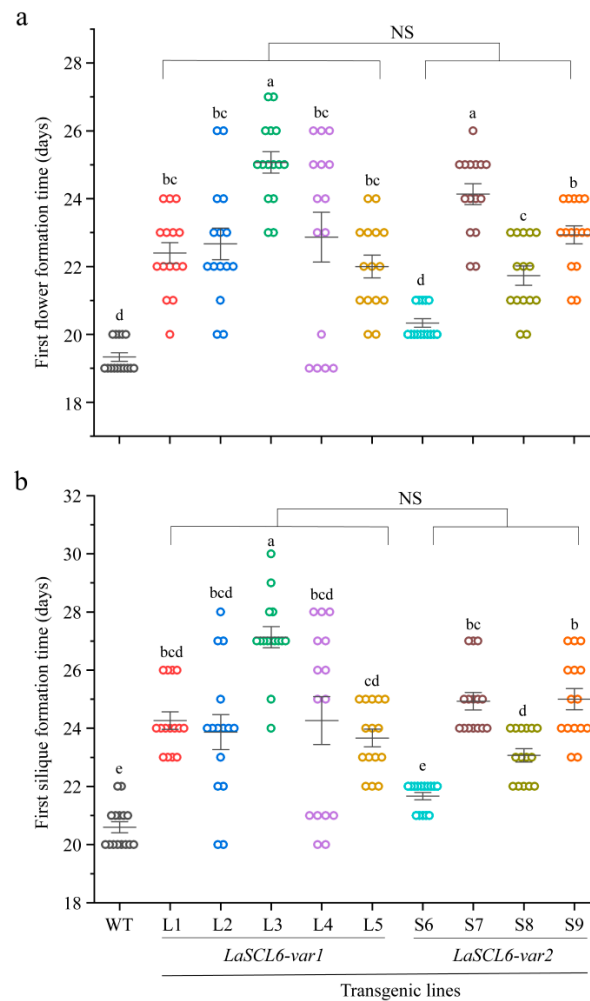 a
NS
First flower formation time (days)
28
26
24
22
20
18
d
bc
bc
a
bc
bc
d
a
c
b
b
NS
First silique formation time (days)
32
30
28
26
24
22
20
18
e
bcd
bcd
a
bcd
cd
e
bc
d
b
WT L1 L2 L3 L4 L5 S6 S7 S8 S9
LaSCL6-var1 LaSCL6-var2
Transgenic lines